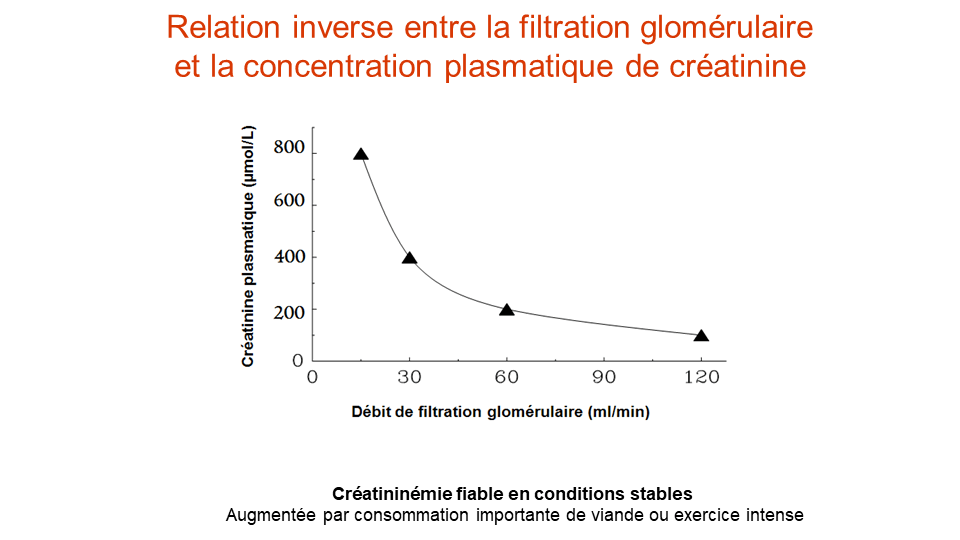 Relation inverse entre la filtration glomérulaire
et la concentration plasmatique de créatinine
Créatinine plasmatique (µmol/L)
800
600
400
200
0
0 30 60 90 120
Débit de filtration glomérulaire (ml/min)
Créatininémie fiable en conditions stables
Augmentée par consommation importante de viande ou exercice intense